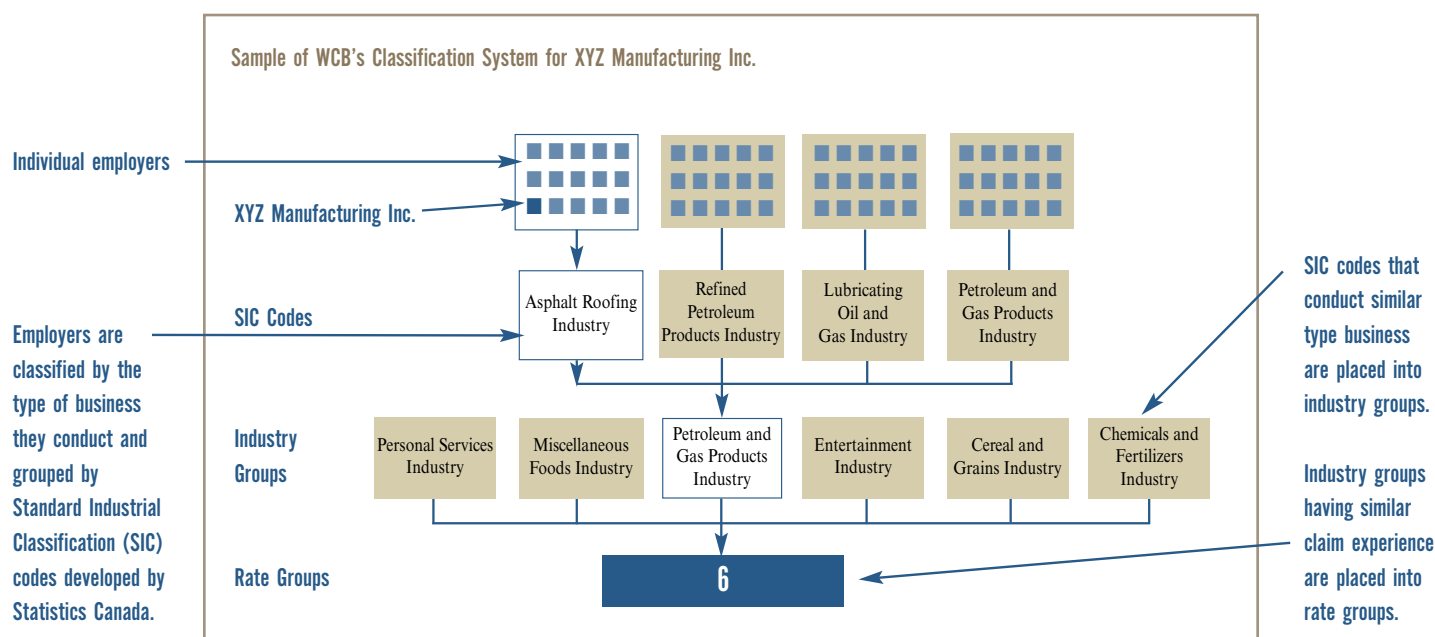 Sample of WCB's Classification System for XYZ Manufacturing Inc.
Individual employers
XYZ Manufacturing Inc.
SIC Codes
Employers are
classified by the
type of business
they conduct and
grouped by
Standard Industrial
Classification (SIC)
codes developed by
Statistics Canada.
Asphalt Roofing
Industry
Refined
Petroleum
Products Industry
Lubricating
Oil and
Gas Industry
Petroleum and
Gas Products
Industry
SIC codes that
conduct similar
type business
are placed into
industry groups.
Industry
Groups
Personal Services
Industry
Miscellaneous
Foods Industry
Petroleum and
Gas Products
Industry
Entertainment
Industry
Cereal and
Grains Industry
Chemicals and
Fertilizers
Industry
Industry groups
having similar
claim experience
are placed into
rate groups.
Rate Groups
6